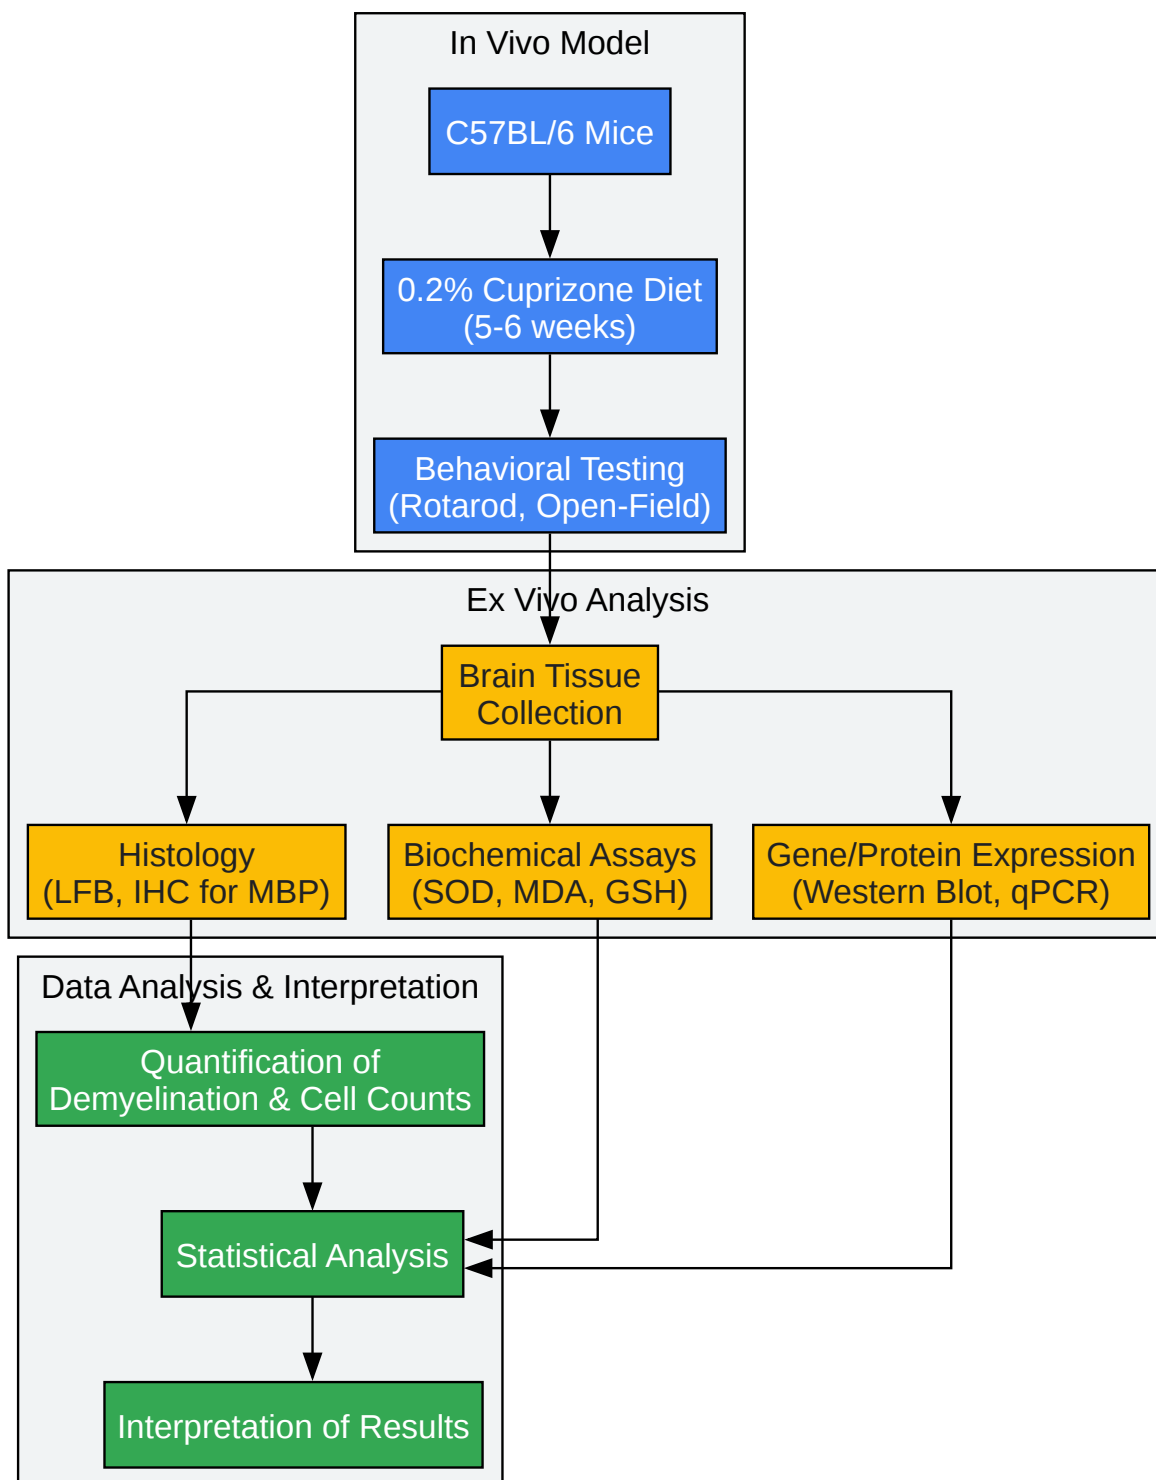 In Vivo Model
C57BL/6 Mice
0.2% Cuprizone Diet
(5-6 weeks)
Behavioral Testing
(Rotarod, Open-Field)
Ex Vivo Analysis
Brain Tissue
Collection
Histology
(LFB, IHC for MBP)
Biochemical Assays
(SOD, MDA, GSH)
Gene/Protein Expression
(Western Blot, qPCR)
Data Analysis & Interpretation
Quantification of
Demyelination & Cell Counts
Statistical Analysis
Interpretation of Results